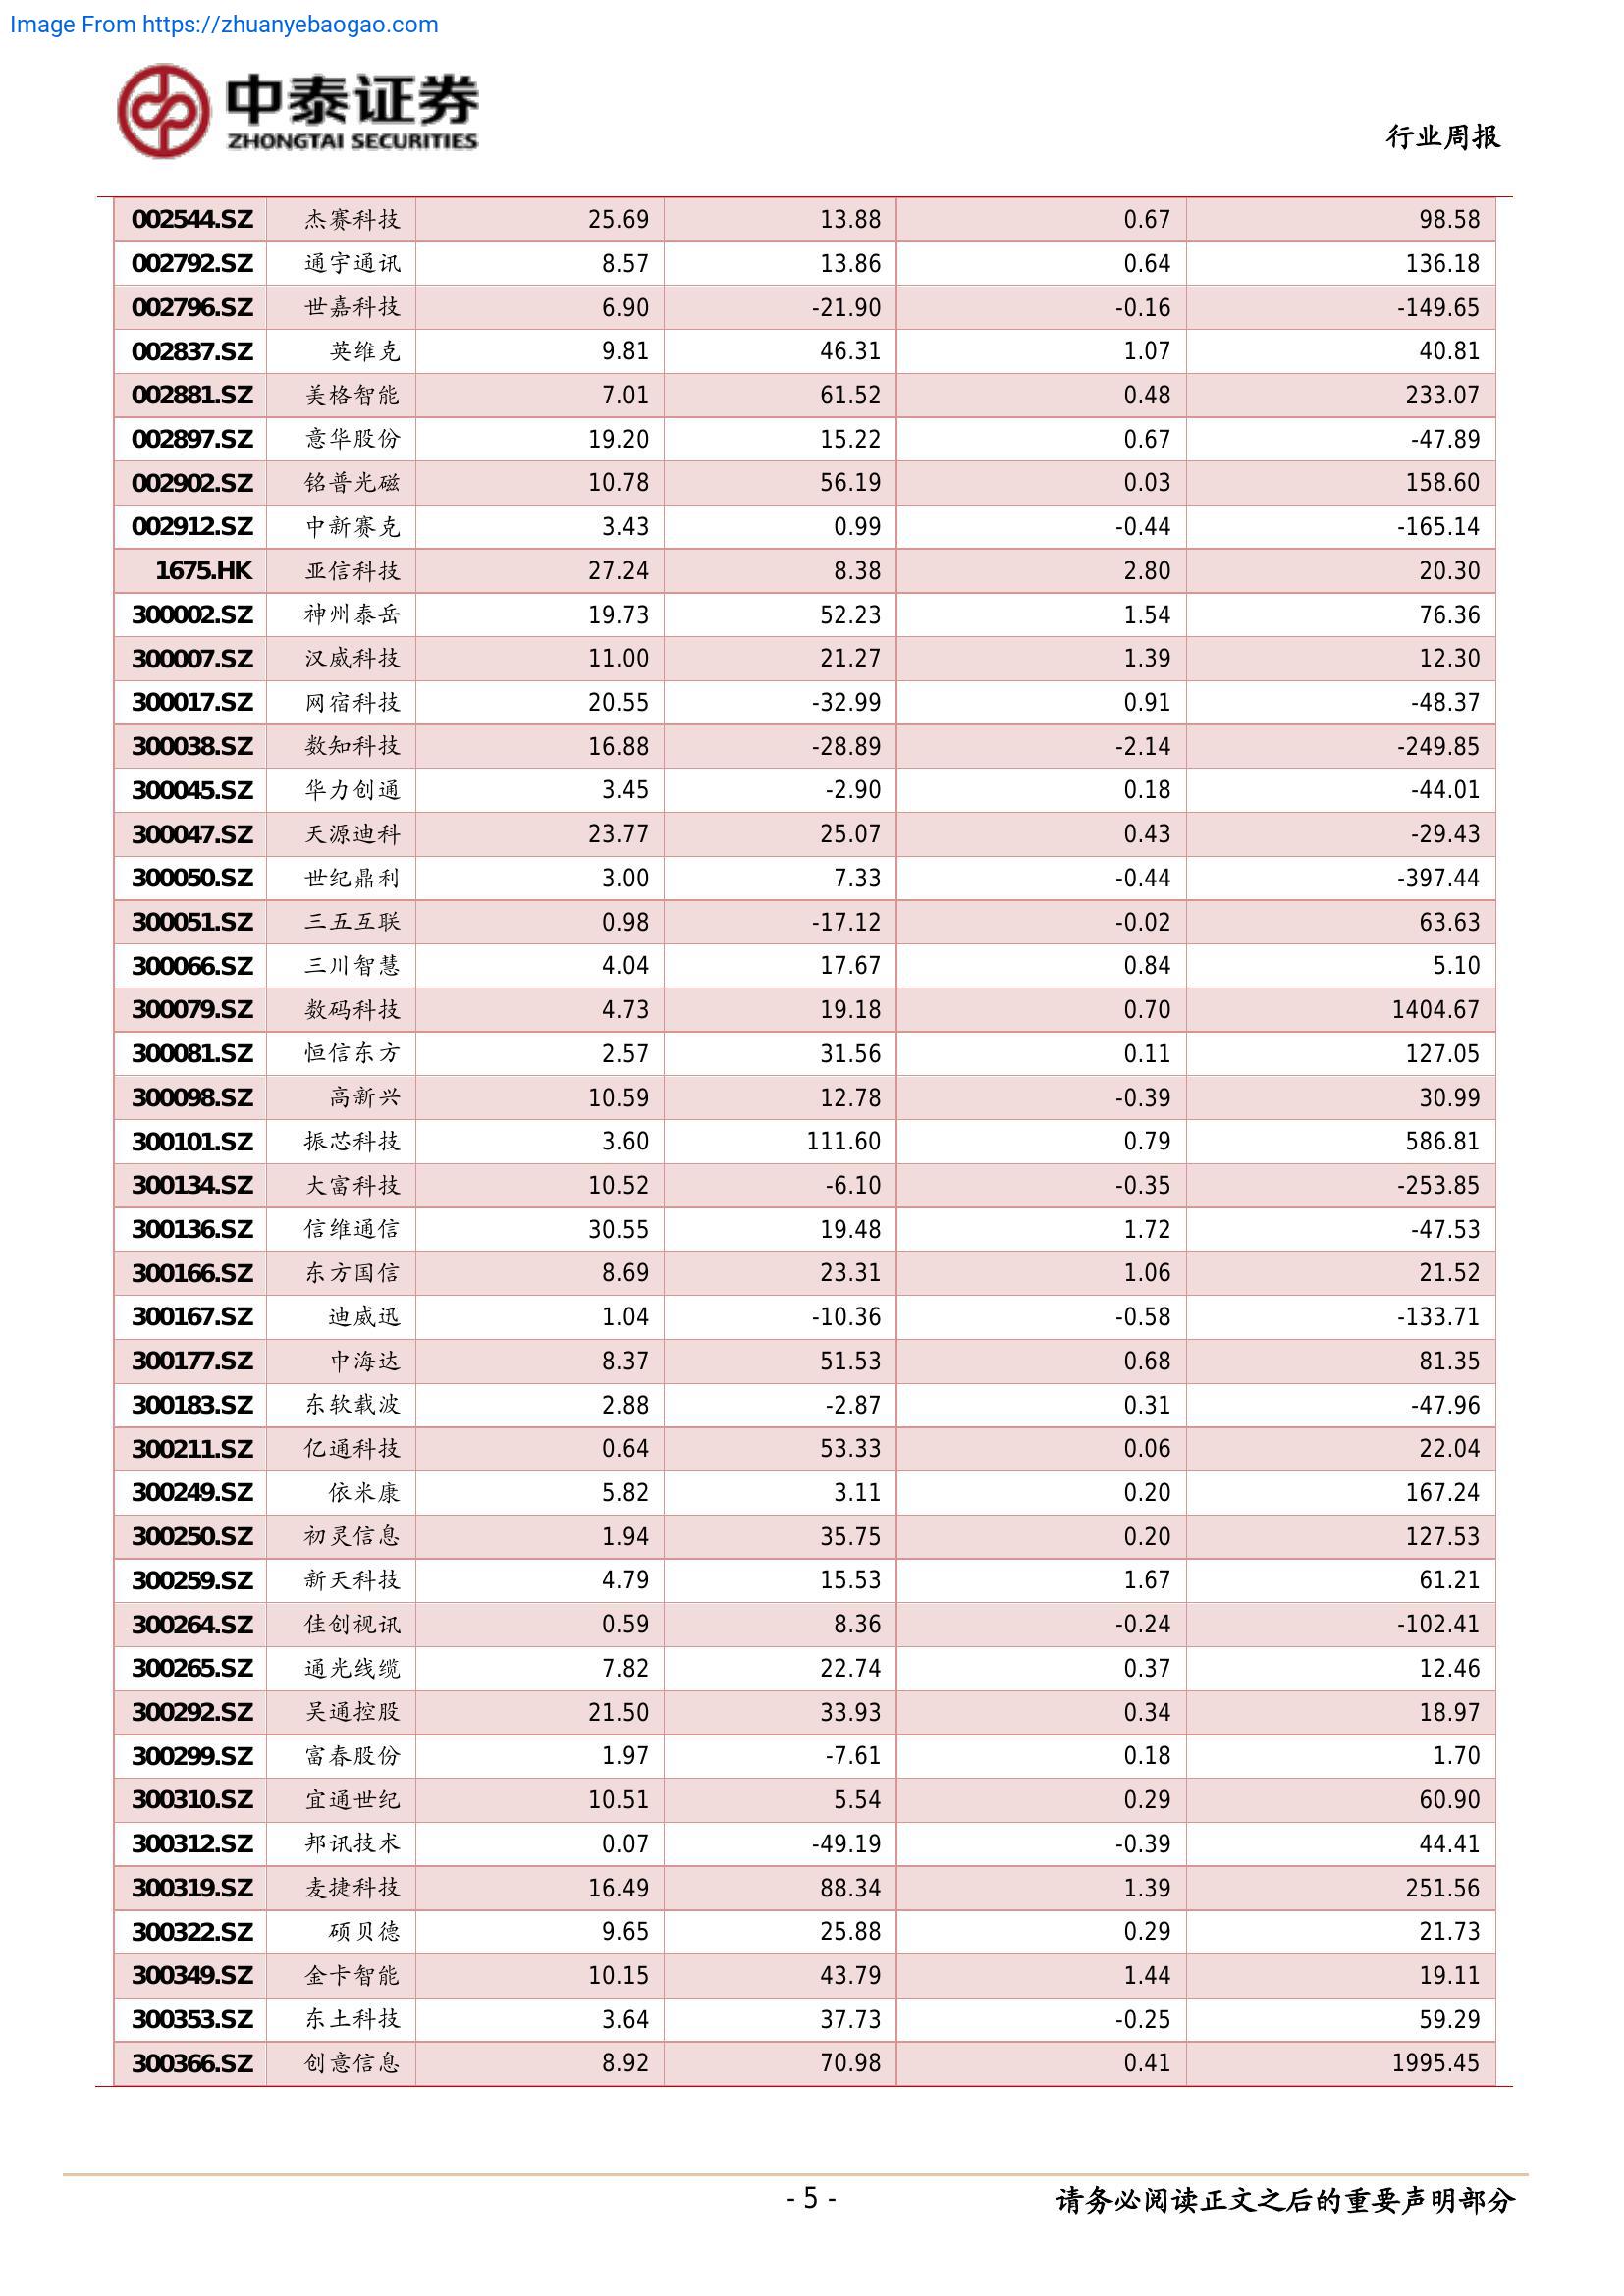 Image From https://zhuanyebaogao.com
中泰证券
ZHONGTAI SECURITIES
行业周报
002544.SZ 杰赛科技 25.69 13.88 0.67 98.58
002792.SZ 通宇通讯 8.57 13.86 0.64 136.18
002796.SZ 世嘉科技 6.90 -21.90 -0.16 -149.65
002837.SZ 英维克 9.81 46.31 1.07 40.81
002881.SZ 美格智能 7.01 61.52 0.48 233.07
002897.SZ 意华股份 19.20 15.22 0.67 -47.89
002902.SZ 铭普光磁 10.78 56.19 0.03 158.60
002912.SZ 中新赛克 3.43 0.99 -0.44 -165.14
1675.HK 亚信科技 27.24 8.38 2.80 20.30
300002.SZ 神州泰岳 19.73 52.23 1.54 76.36
300007.SZ 汉威科技 11.00 21.27 1.39 12.30
300017.SZ 网宿科技 20.55 -32.99 0.91 -48.37
300038.SZ 数知科技 16.88 -28.89 -2.14 -249.85
300045.SZ 华力创通 3.45 -2.90 0.18 -44.01
300047.SZ 天源迪科 23.77 25.07 0.43 -29.43
300050.SZ 世纪鼎利 3.00 7.33 -0.44 -397.44
300051.SZ 三五互联 0.98 -17.12 -0.02 63.63
300066.SZ 三川智慧 4.04 17.67 0.84 5.10
300079.SZ 数码科技 4.73 19.18 0.70 1404.67
300081.SZ 恒信东方 2.57 31.56 0.11 127.05
300098.SZ 高新兴 10.59 12.78 -0.39 30.99
300101.SZ 振芯科技 3.60 111.60 0.79 586.81
300134.SZ 大富科技 10.52 -6.10 -0.35 -253.85
300136.SZ 信维通信 30.55 19.48 1.72 -47.53
300166.SZ 东方国信 8.69 23.31 1.06 21.52
300167.SZ 迪威迅 1.04 -10.36 -0.58 -133.71
300177.SZ 中海达 8.37 51.53 0.68 81.35
300183.SZ 东软载波 2.88 -2.87 0.31 -47.96
300211.SZ 亿通科技 0.64 53.33 0.06 22.04
300249.SZ 依米康 5.82 3.11 0.20 167.24
300250.SZ 初灵信息 1.94 35.75 0.20 127.53
300259.SZ 新天科技 4.79 15.53 1.67 61.21
300264.SZ 佳创视讯 0.59 8.36 -0.24 -102.41
300265.SZ 通光线缆 7.82 22.74 0.37 12.46
300292.SZ 吴通控股 21.50 33.93 0.34 18.97
300299.SZ 富春股份 1.97 -7.61 0.18 1.70
300310.SZ 宜通世纪 10.51 5.54 0.29 60.90
300312.SZ 邦讯技术 0.07 -49.19 -0.39 44.41
300319.SZ 麦捷科技 16.49 88.34 1.39 251.56
300322.SZ 硕贝德 9.65 25.88 0.29 21.73
300349.SZ 金卡智能 10.15 43.79 1.44 19.11
300353.SZ 东土科技 3.64 37.73 -0.25 59.29
300366.SZ 创意信息 8.92 70.98 0.41 1995.45
- 5 -
请务必阅读正文之后的重要声明部分